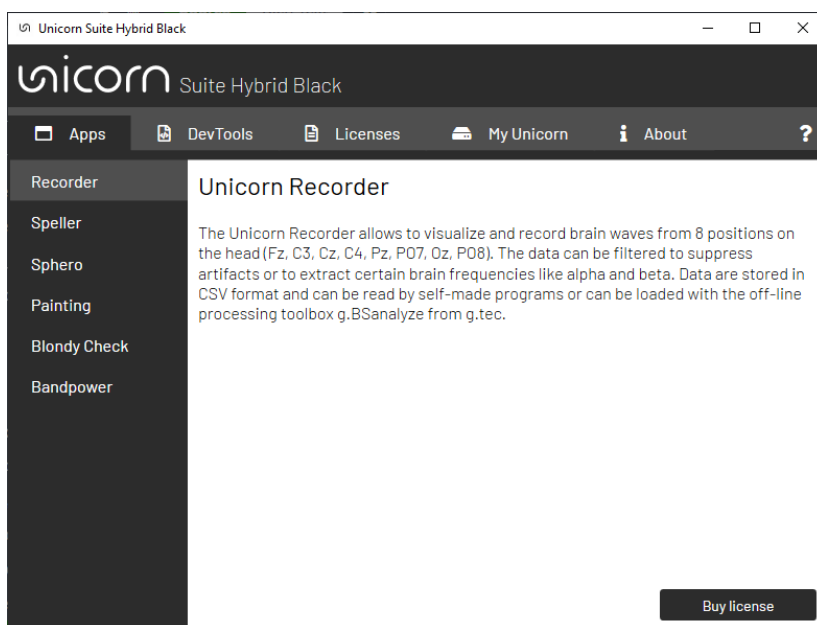 Unicorn Suite Hybrid Black
unicorn Suite Hybrid Black
Apps DevTools Licenses My Unicorn About ?
Recorder
Speller
Sphero
Painting
Blondy Check
Bandpower
Unicorn Recorder
The Unicorn Recorder allows to visualize and record brain waves from 8 positions on
the head (Fz, C3, Cz, C4, Pz, PO7, Oz, PO8). The data can be filtered to suppress
artifacts or to extract certain brain frequencies like alpha and beta. Data are stored in
CSV format and can be read by self-made programs or can be loaded with the off-line
processing toolbox g.BSanalyze from g.tec.
Buy license